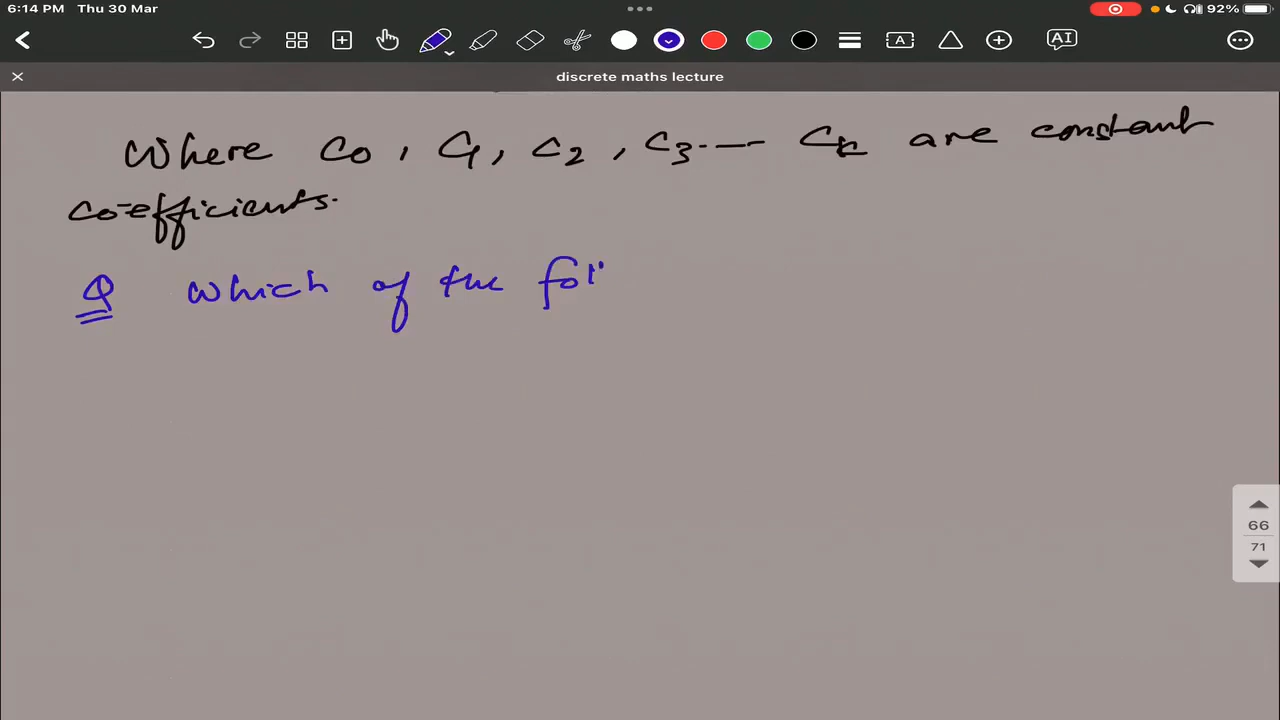 6:14 PM Thu 30 Mar 92%
AI
discrete maths lecture
Where C0, C1, C2, C3--- Ck are constant
co-efficients.
Q Which of the fol
66
71